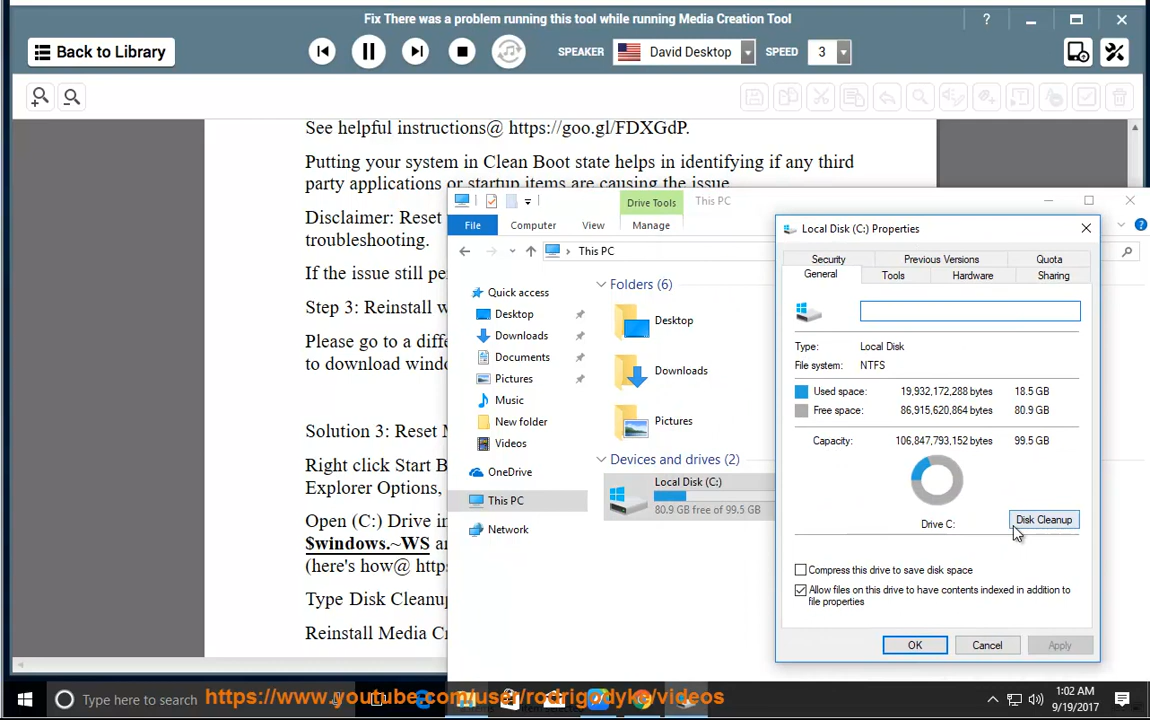 Fix There was a problem running this tool while running Media Creation Tool
Back to Library
SPEAKER
David Desktop
SPEED
3
See helpful instructions@ https://goo.gl/FDXGdP.
Putting your system in Clean Boot state helps in identifying if any third
party applications or startup items are causing the issue.
Disclaimer: Reset
troubleshooting.
If the issue still pe
Step 3: Reinstall w
Please go to a diffe
to download windo
Solution 3: Reset M
Right click Start B
Explorer Options,
Open (C:) Drive in
$windows.~WS an
(here's how@ http
Type Disk Cleanup
Reinstall Media Cr
Drive Tools
This PC
File
Computer
View
Manage
This PC
Quick access
Desktop
Downloads
Documents
Pictures
Music
New folder
Videos
OneDrive
This PC
Network
Folders (6)
Desktop
Downloads
Pictures
Devices and drives (2)
Local Disk (C:)
80.9 GB free of 99.5 GB
Local Disk (C:) Properties
Security
Previous Versions
Quota
General
Tools
Hardware
Sharing
Type: Local Disk
File system: NTFS
Used space: 19,932,172,288 bytes 18.5 GB
Free space: 86,915,620,864 bytes 80.9 GB
Capacity: 106,847,793,152 bytes 99.5 GB
Drive C:
Disk Cleanup
Compress this drive to save disk space
Allow files on this drive to have contents indexed in addition to
file properties
OK
Cancel
Apply
Type here to search
https://www.youtube.com/user/rodrigodyke/videos
1:02 AM
9/19/2017